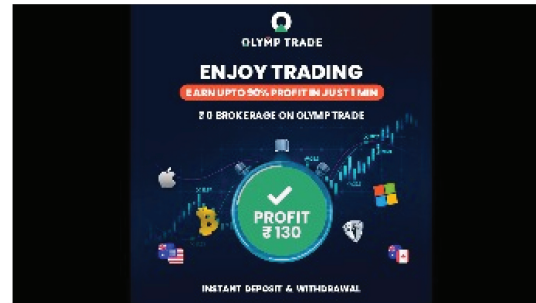 OLYMP TRADE
ENJOY TRADING
EARN UPTO 90% PROFIT IN JUST 1 MIN
₹0 BROKERAGE ON OLYMP TRADE
PROFIT
₹130
INSTANT DEPOSIT & WITHDRAWAL